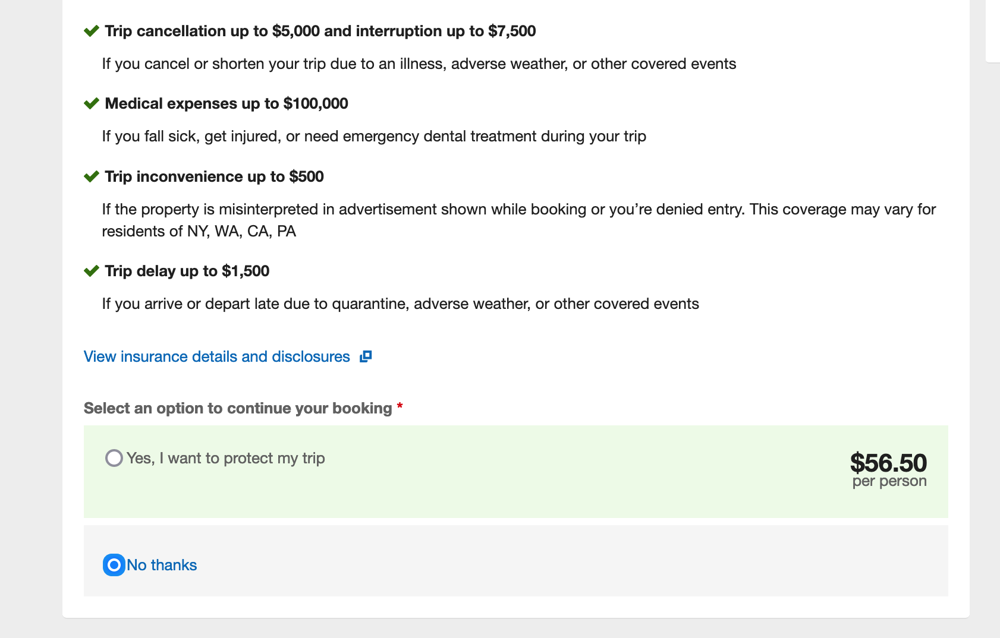 Trip cancellation up to $5,000 and interruption up to $7,500
If you cancel or shorten your trip due to an illness, adverse weather, or other covered events
Medical expenses up to $100,000
If you fall sick, get injured, or need emergency dental treatment during your trip
Trip inconvenience up to $500
If the property is misinterpreted in advertisement shown while booking or you’re denied entry. This coverage may vary for
residents of NY, WA, CA, PA
Trip delay up to $1,500
If you arrive or depart late due to quarantine, adverse weather, or other covered events
View insurance details and disclosures
Select an option to continue your booking *
Yes, I want to protect my trip
$56.50
per person
No thanks